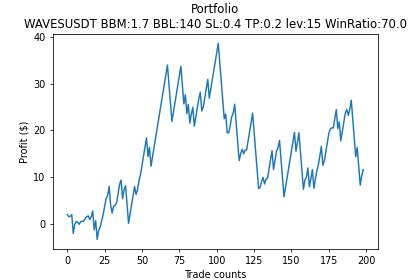 Portfolio
WAVESUSDT BBM:1.7 BBL:140 SL:0.4 TP:0.2 lev:15 WinRatio:70.0
Profit ($)
40
30
20
10
0
0 25 50 75 100 125 150 175 200
Trade counts